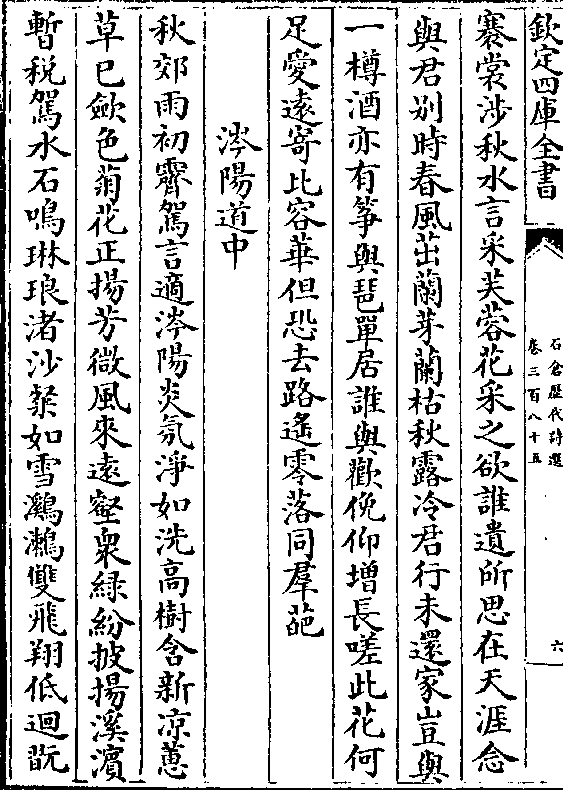 欽定四庫全書
石倉歷代詩選
卷三百八十五
六
褰裳涉秋水言采芙蓉花采之欲誰遺所思在天涯念
與君别時春風茁蘭芽蘭枯秋露冷君行未還家豈與
一樽酒亦有箏與琶單居誰與歡俛仰增長嗟此花何
足愛遠寄比容華但恐去路遙零落同羣葩
涔陽道中
秋郊雨初霽駕言適涔陽炎氛淨如洗高樹含新凉蕙
草已歛色菊花正揚芳微風來遠壑衆緑紛披揚溪濵
暫税駕水石鳴琳琅渚沙粲如雪鸂鶒雙飛翔低迴翫